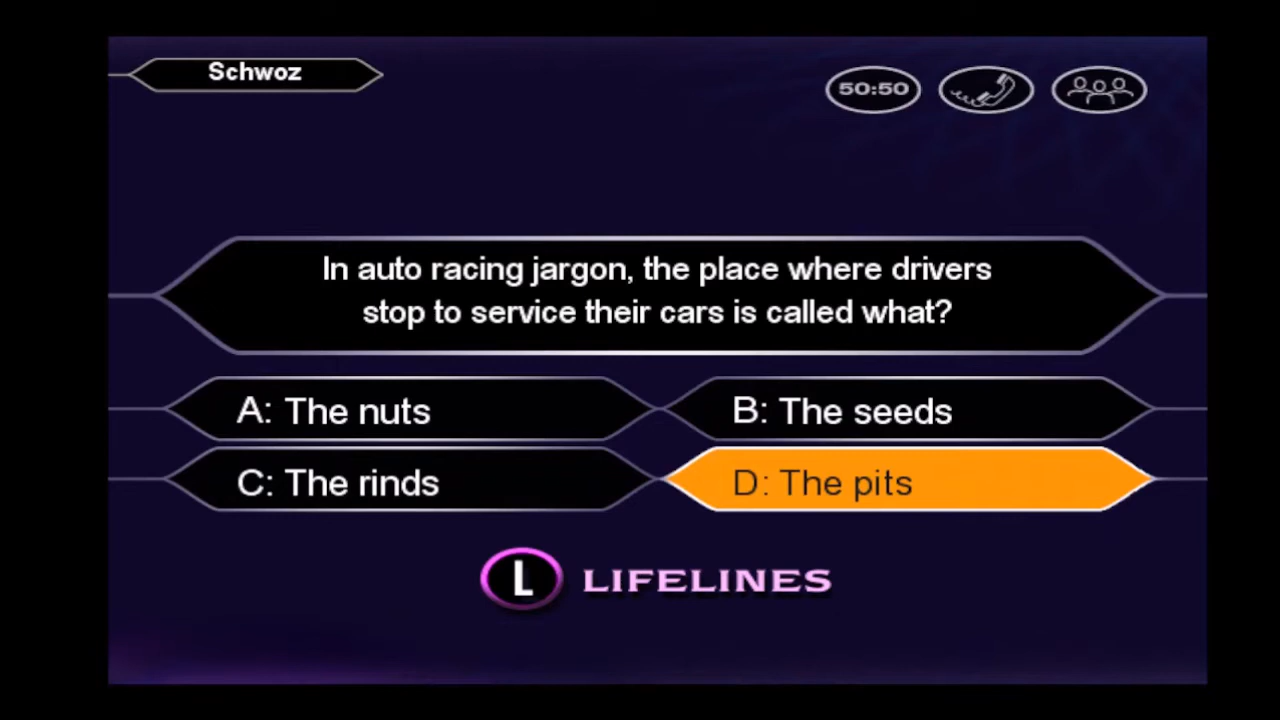 Schwoz
50:50
In auto racing jargon, the place where drivers
stop to service their cars is called what?
A: The nuts
B: The seeds
C: The rinds
D: The pits
L LIFELINES